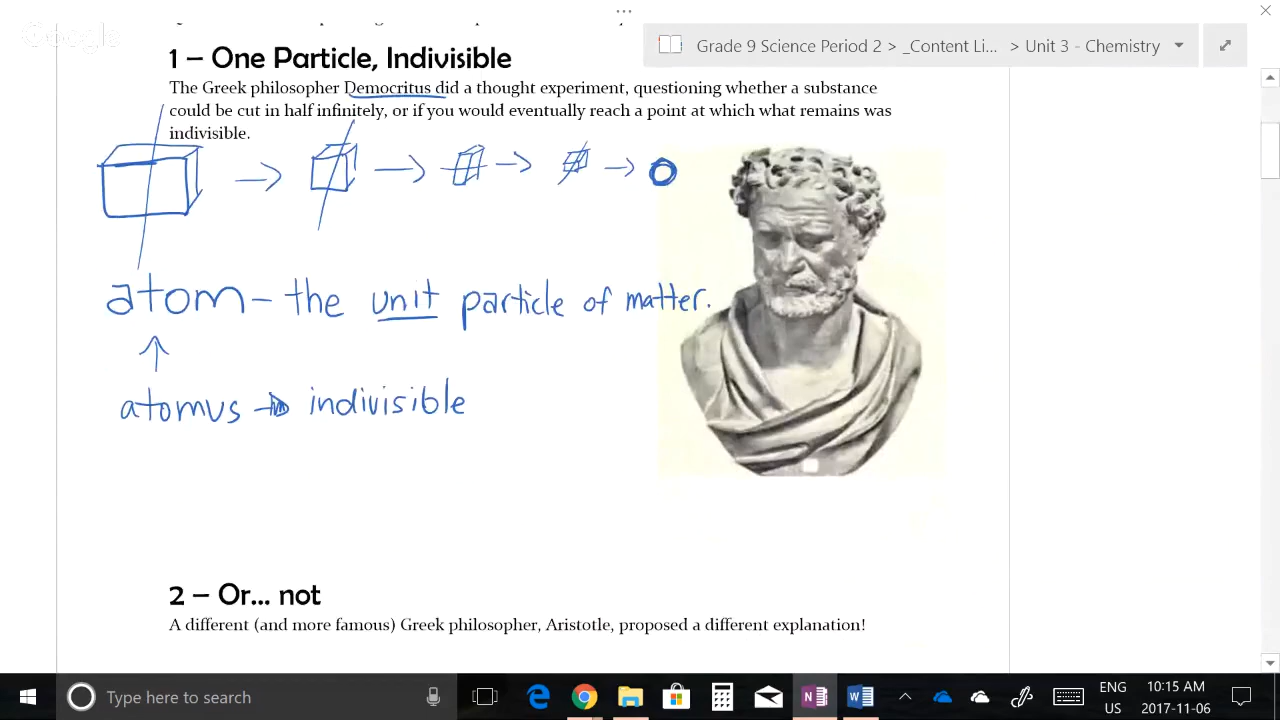 Google
Grade 9 Science Period 2 > _Content Li... > Unit 3 - Chemistry
1 – One Particle, Indivisible
The Greek philosopher Democritus did a thought experiment, questioning whether a substance
could be cut in half infinitely, or if you would eventually reach a point at which what remains was
indivisible.
atom – the unit particle of matter.
atomus → indivisible
2 – Or... not
A different (and more famous) Greek philosopher, Aristotle, proposed a different explanation!
Type here to search
ENG
US
10:15 AM
2017-11-06